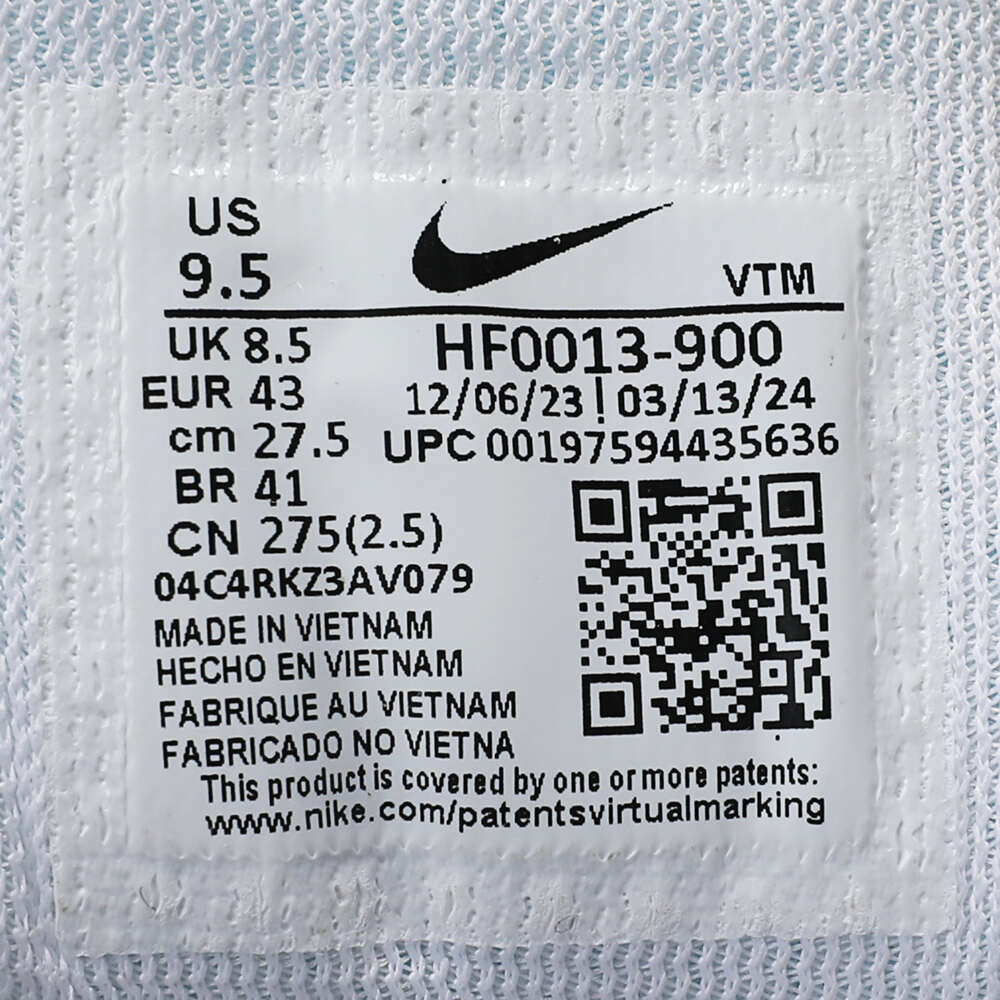 US
9.5
VTM
UK 8.5
HF0013-900
EUR 43
12/06/23 | 03/13/24
cm 27.5
UPC 00197594435636
BR 41
CN 275(2.5)
04C4RKZ3AV079
MADE IN VIETNAM
HECHO EN VIETNAM
FABRIQUE AU VIETNAM
FABRICADO NO VIETNA
This product is covered by one or more patents:
www.nike.com/patentsvirtualmarking